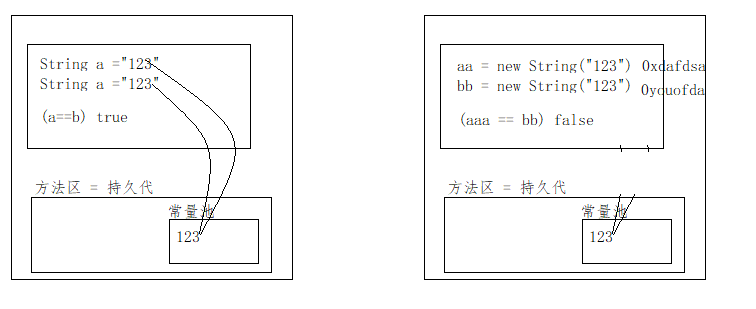 String a ="123"
String a ="123"
(a==b) true
方法区 = 持久代
常量池
123
aa = new String("123") 0xdafdsa
bb = new String("123") 0youofda
(aaa == bb) false
方法区 = 持久代
常量池
123